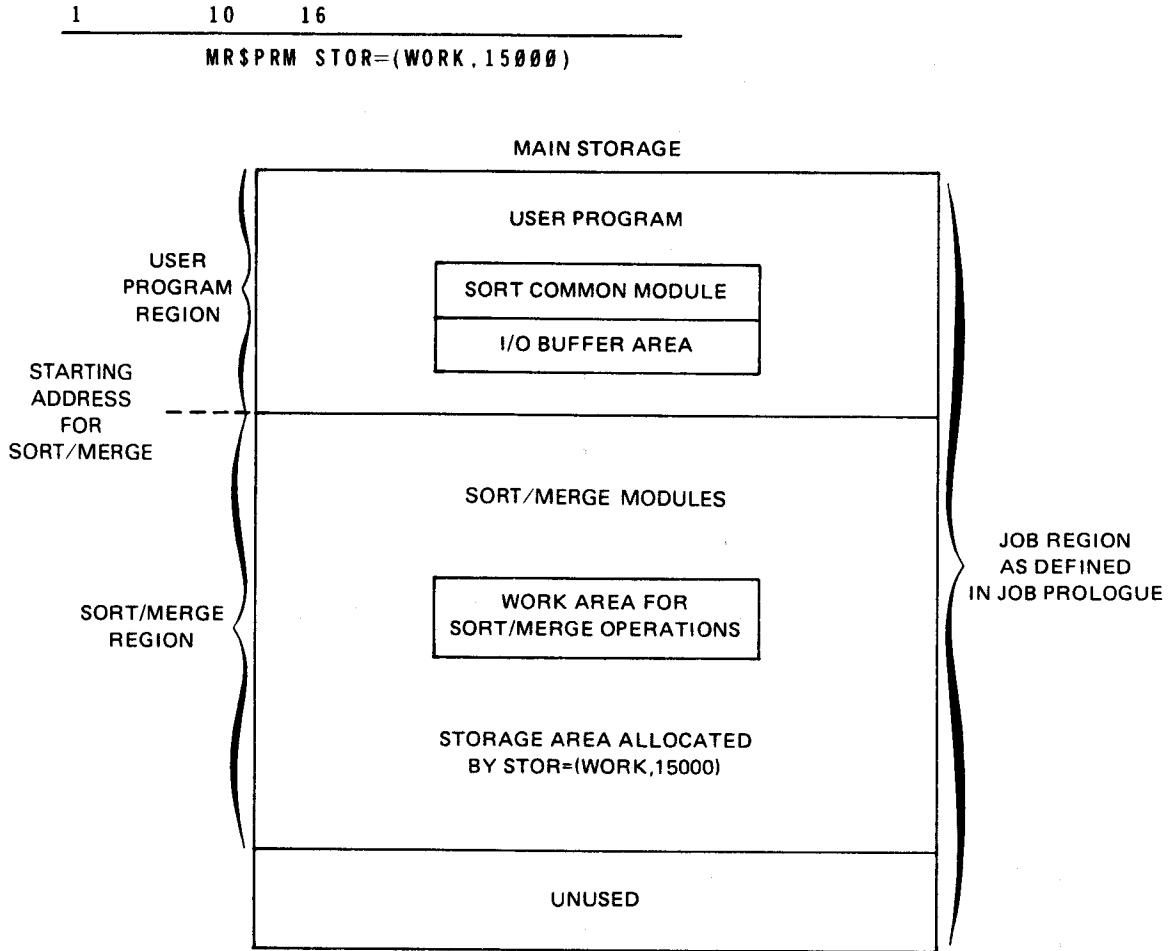 1 10 16
MR$PRM STOR=(WORK,15000)
MAIN STORAGE
USER PROGRAM
SORT COMMON MODULE
I/O BUFFER AREA
USER
PROGRAM
REGION
STARTING
ADDRESS
FOR
SORT/MERGE
SORT/MERGE MODULES
WORK AREA FOR
SORT/MERGE OPERATIONS
SORT/MERGE
REGION
STORAGE AREA ALLOCATED
BY STOR=(WORK,15000)
JOB REGION
AS DEFINED
IN JOB PROLOGUE
UNUSED